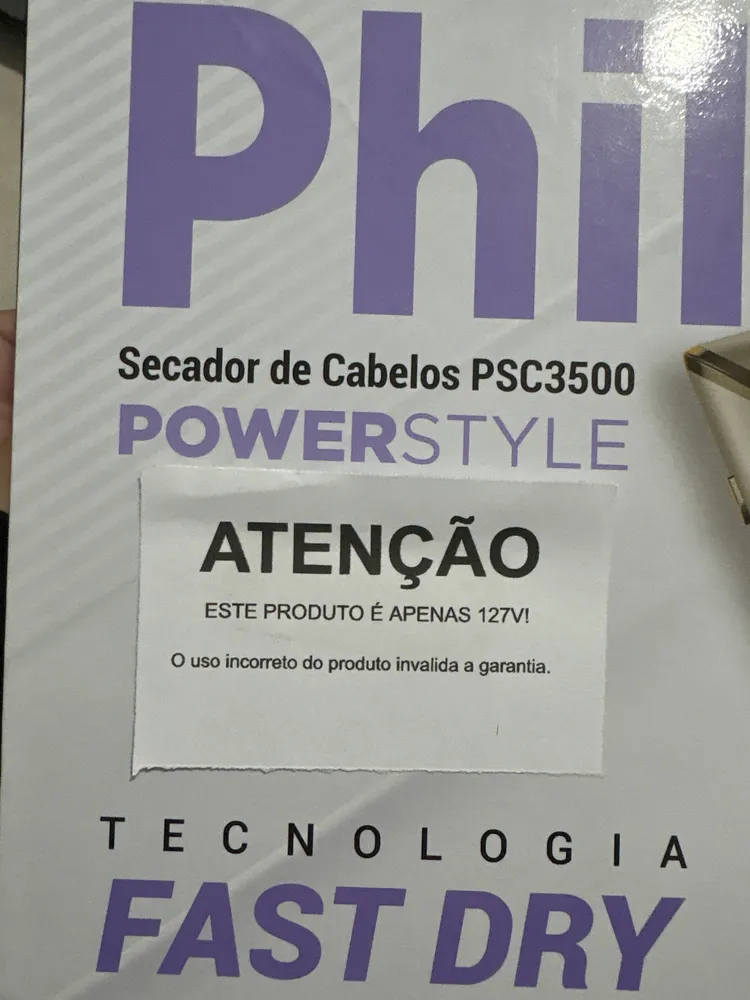 Phil
Secador de Cabelos PSC3500
POWERSTYLE
ATENÇÃO
ESTE PRODUTO É APENAS 127V!
O uso incorreto do produto invalida a garantia.
TECNOLOGIA
FAST DRY